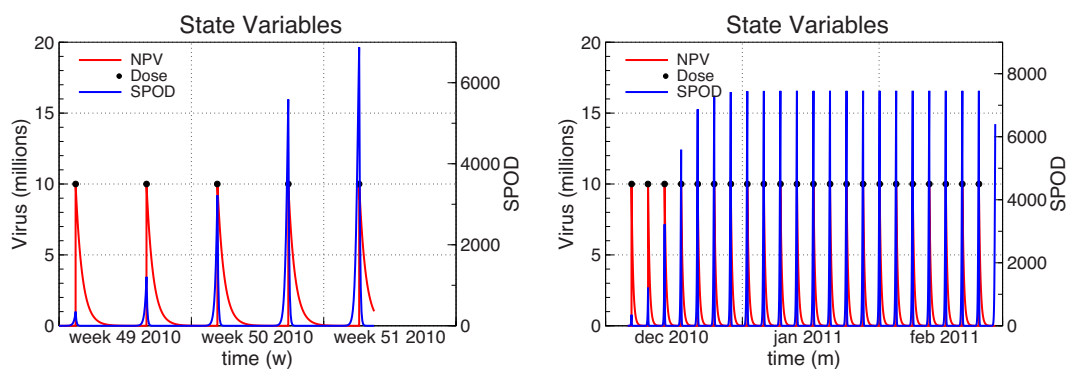 State Variables
20
15
10
5
0
Virus (millions)
NPV
Dose
SPOD
6000
4000
2000
0
SPOD
week 49 2010
week 50 2010
week 51 2010
time (w)
State Variables
20
15
10
5
0
Virus (millions)
NPV
Dose
SPOD
8000
6000
4000
2000
0
SPOD
dec 2010
jan 2011
feb 2011
time (m)